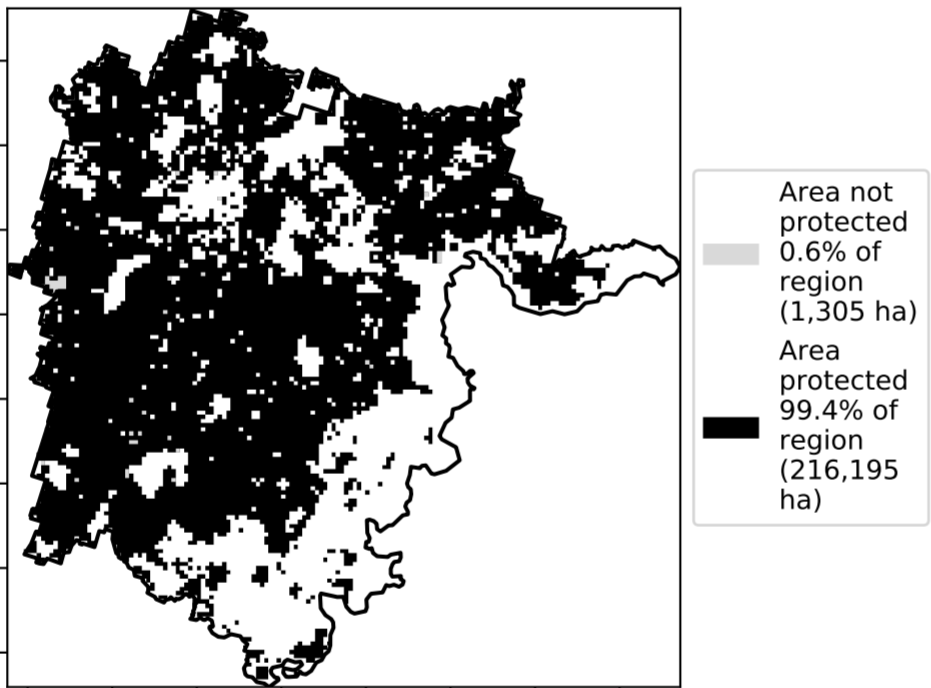 Area not
protected
0.6% of
region
(1,305 ha)
Area
protected
99.4% of
region
(216,195
ha)